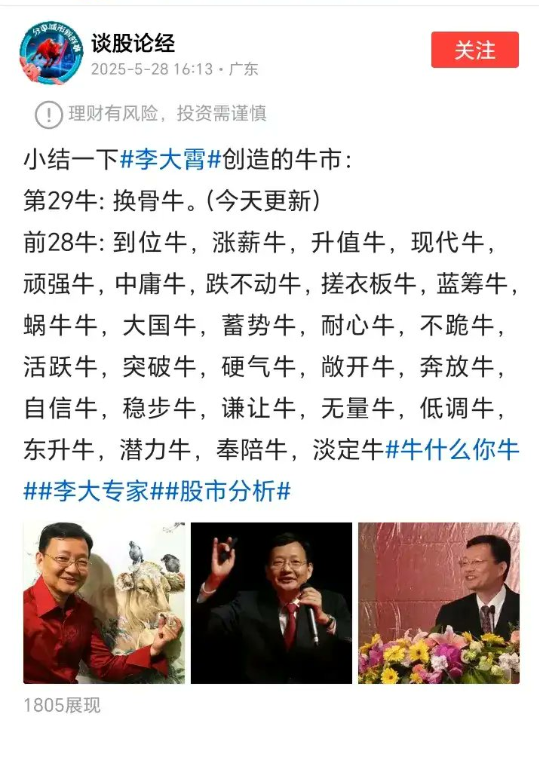 谈股论经
2025-5-28 16:13・广东
关注
理财有风险，投资需谨慎
小结一下#李大霄#创造的牛市：
第29牛: 换骨牛。（今天更新）
前28牛: 到位牛，涨薪牛，升值牛，现代牛，
顽强牛, 中庸牛, 跌不动牛, 搓衣板牛, 蓝筹牛,
蜗牛牛，大国牛，蓄势牛，耐心牛，不跪牛，
活跃牛，突破牛，硬气牛，敞开牛，奔放牛，
自信牛，稳步牛，谦让牛，无量牛，低调牛，
东升牛，潜力牛，奉陪牛，淡定牛#牛什么你牛
##李大专家##股市分析#
1805展现